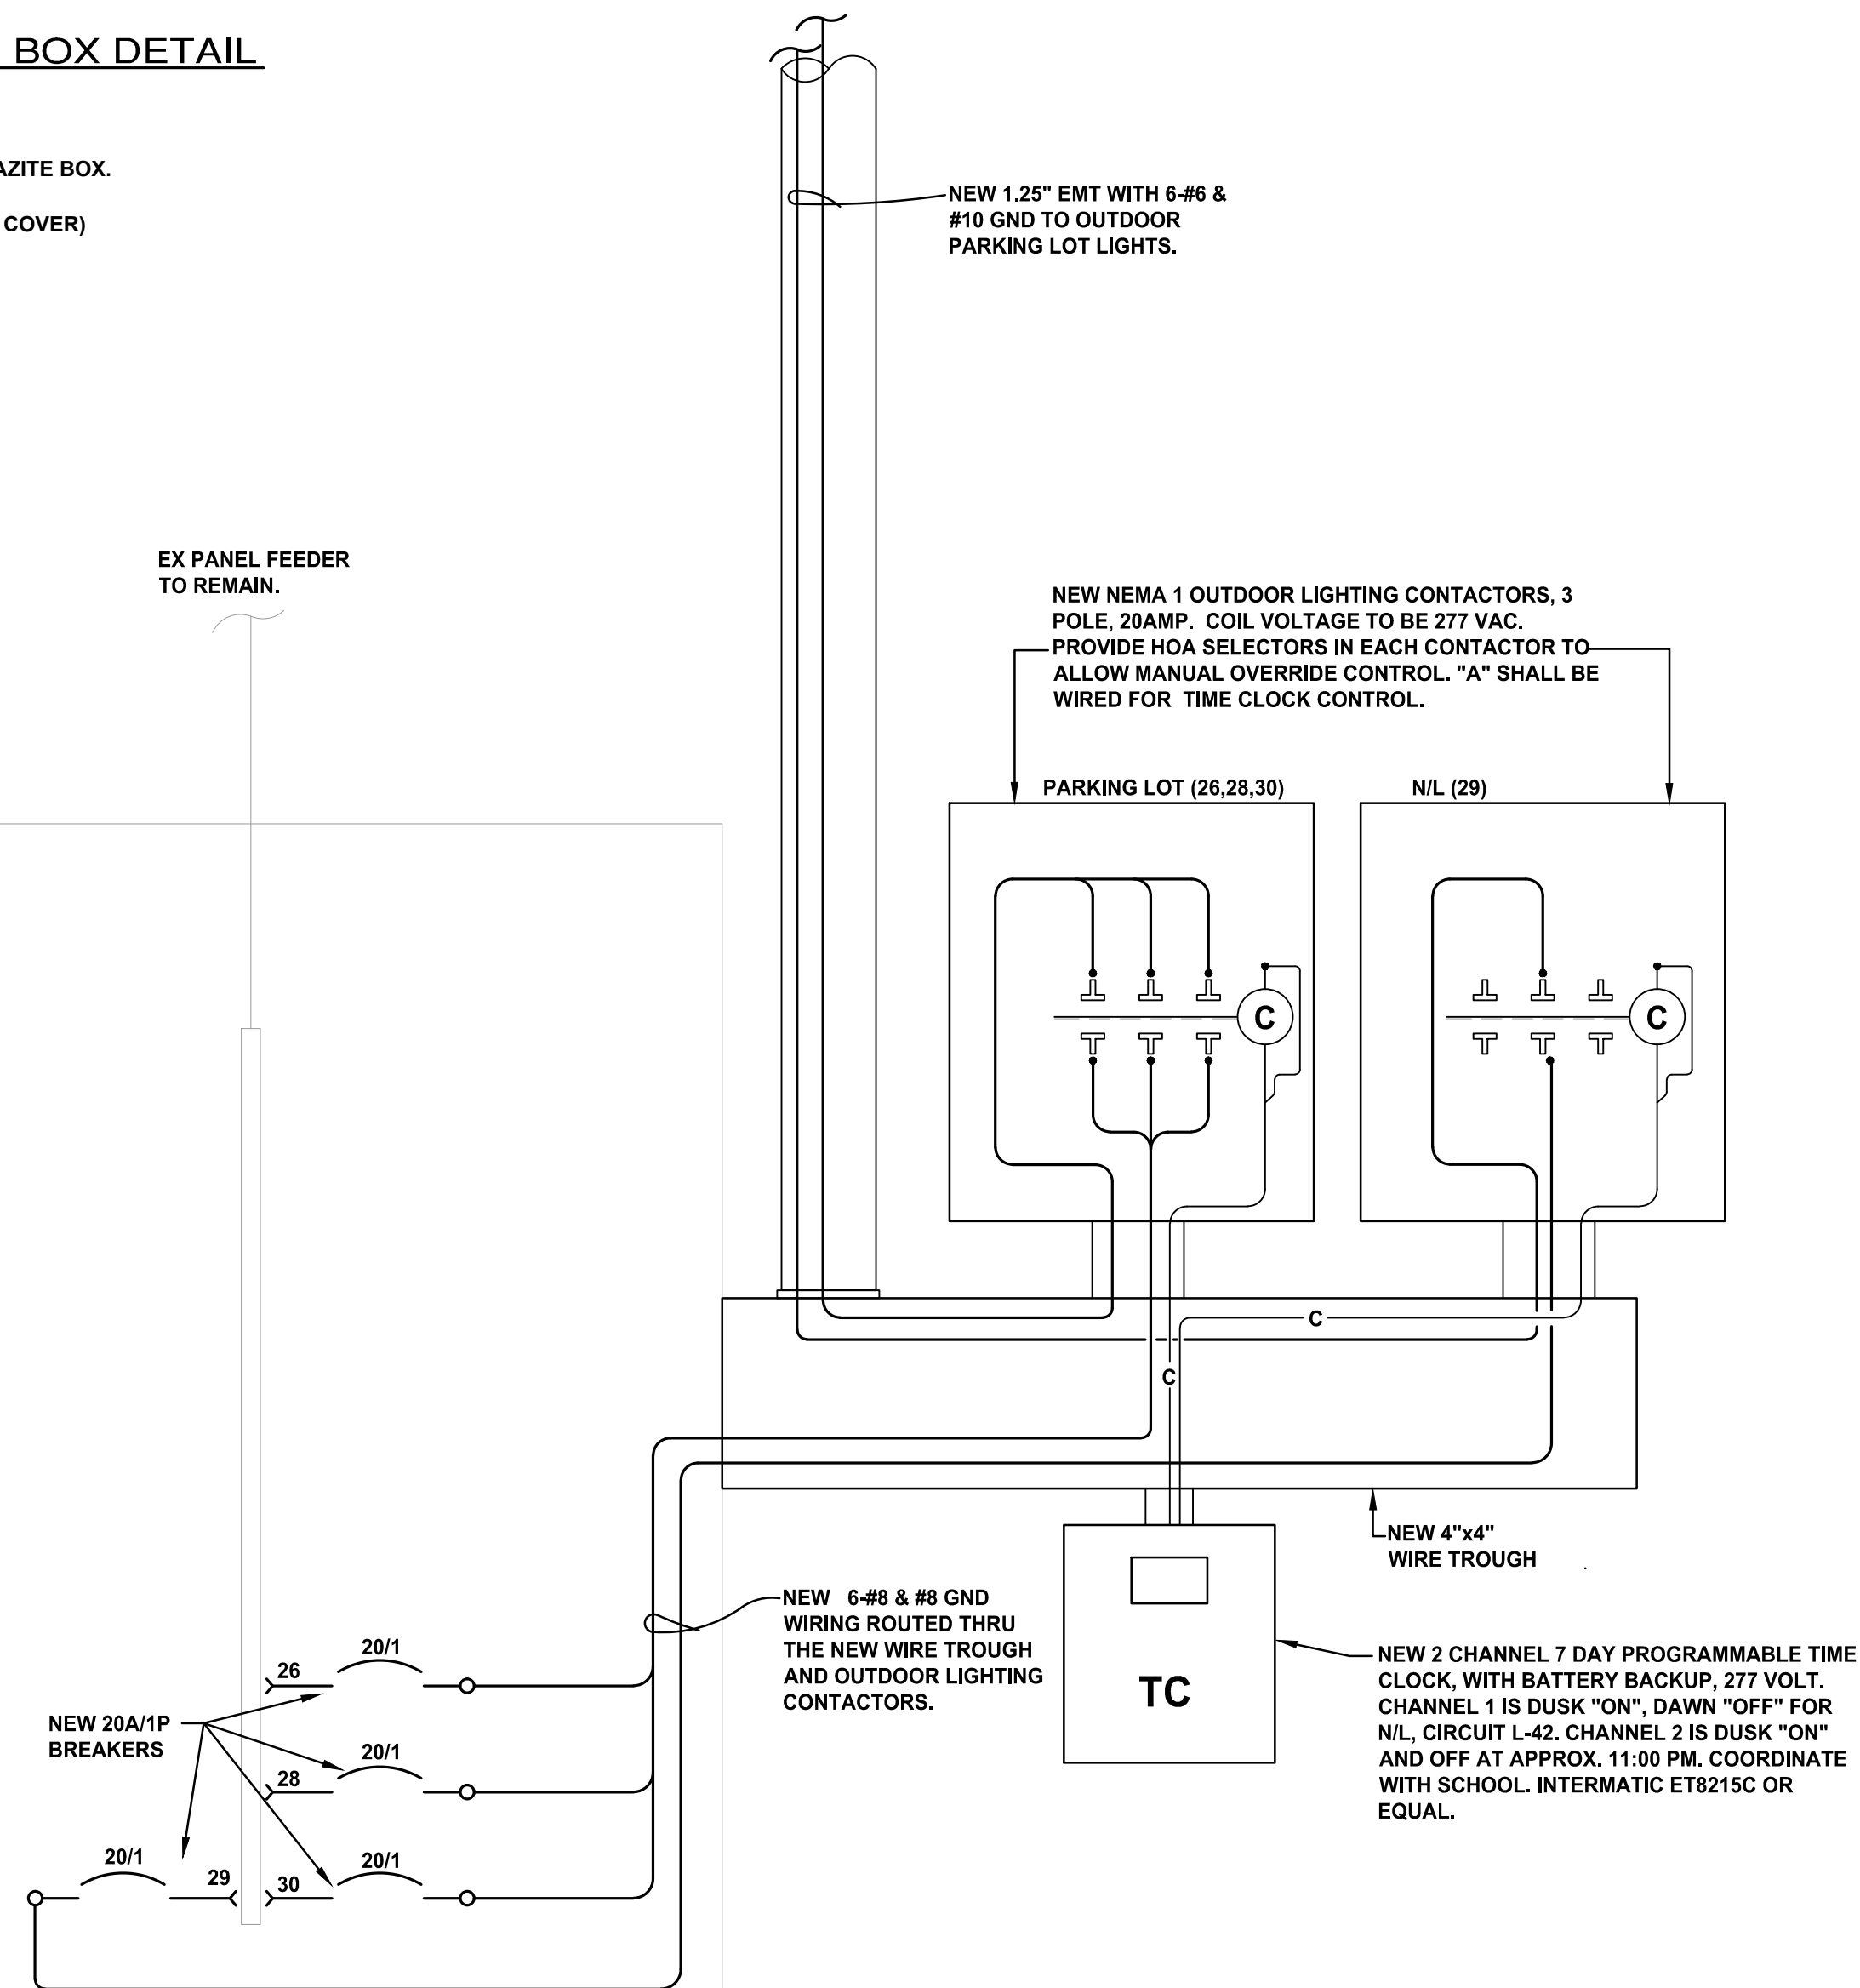 BOX DETAIL
AZITE BOX.
COVER)
NEW 1.25" EMT WITH 6-#6 &
#10 GND TO OUTDOOR
PARKING LOT LIGHTS.
EX PANEL FEEDER
TO REMAIN.
NEW NEMA 1 OUTDOOR LIGHTING CONTACTORS, 3
POLE, 20AMP. COIL VOLTAGE TO BE 277 VAC.
PROVIDE HOA SELECTORS IN EACH CONTACTOR TO
ALLOW MANUAL OVERRIDE CONTROL. "A" SHALL BE
WIRED FOR TIME CLOCK CONTROL.
PARKING LOT (26,28,30)
N/L (29)
C
C
C
C
NEW 4"x4"
WIRE TROUGH
NEW 6-#8 & #8 GND
WIRING ROUTED THRU
THE NEW WIRE TROUGH
AND OUTDOOR LIGHTING
CONTACTORS.
TC
NEW 2 CHANNEL 7 DAY PROGRAMMABLE TIME
CLOCK, WITH BATTERY BACKUP, 277 VOLT.
CHANNEL 1 IS DUSK "ON", DAWN "OFF" FOR
N/L, CIRCUIT L-42. CHANNEL 2 IS DUSK "ON"
AND OFF AT APPROX. 11:00 PM. COORDINATE
WITH SCHOOL. INTERMATIC ET8215C OR
EQUAL.
26
20/1
NEW 20A/1P
BREAKERS
28
20/1
20/1
29
30
20/1